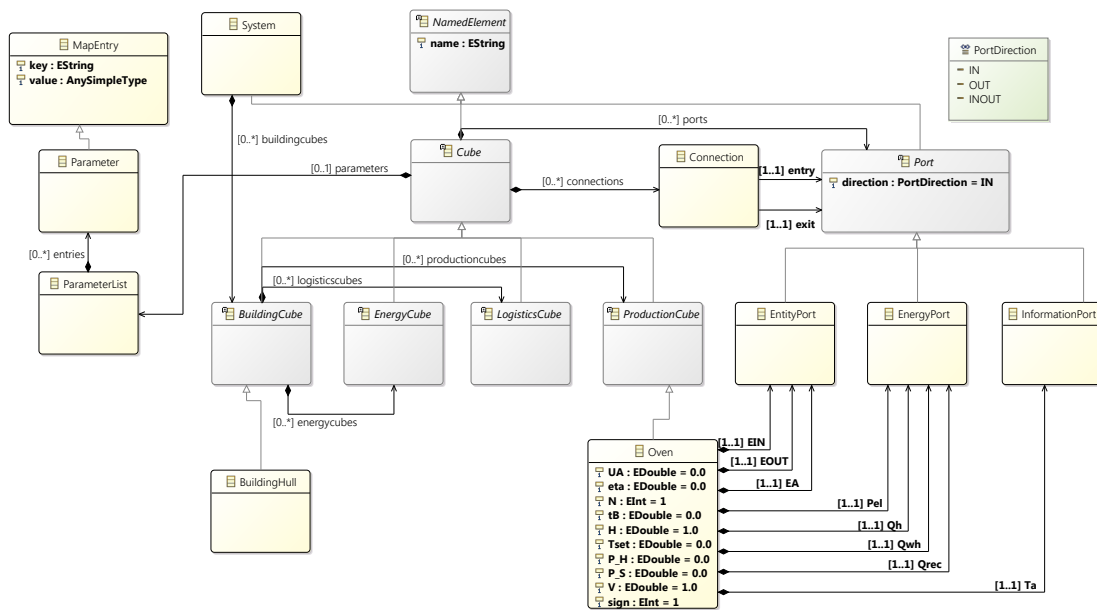 System
NamedElement
name : EString
MapEntry
key : EString
value : AnySimpleType
PortDirection
IN
OUT
INOUT
[0..*] buildingcubes
[0..*] ports
Parameter
[0..1] parameters
Cube
[0..*] connections
Connection
[1..1] entry
[1..1] exit
Port
direction : PortDirection = IN
[0..*] entries
ParameterList
[0..*] productioncubes
[0..*] logisticscubes
BuildingCube
EnergyCube
LogisticsCube
ProductionCube
EntityPort
EnergyPort
InformationPort
[0..*] energycubes
BuildingHull
Oven
UA : EDouble = 0.0
eta : EDouble = 0.0
N : EInt = 1
tB : EDouble = 0.0
H : EDouble = 1.0
Tset : EDouble = 0.0
P_H : EDouble = 0.0
P_S : EDouble = 0.0
V : EDouble = 1.0
sign : EInt = 1
[1..1] EIN
[1..1] EOUT
[1..1] EA
[1..1] Pel
[1..1] Qh
[1..1] Qwh
[1..1] Qrec
[1..1] Ta